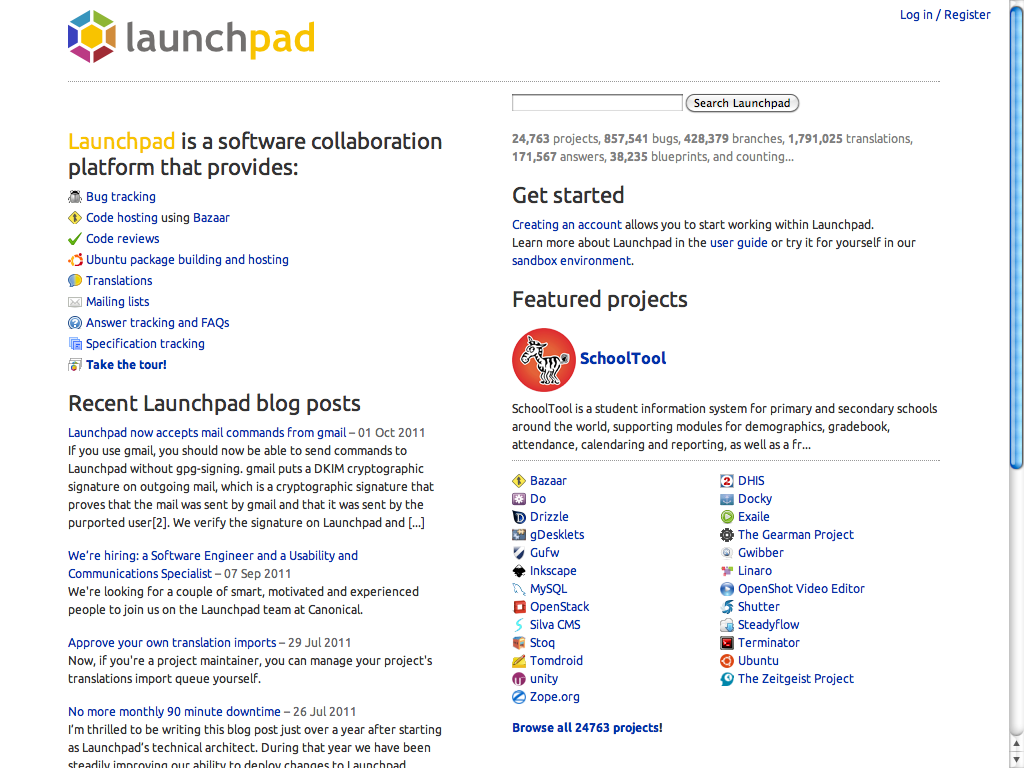 launchpad
Log in / Register
Search Launchpad
Launchpad is a software collaboration
platform that provides:
Bug tracking
Code hosting using Bazaar
Code reviews
Ubuntu package building and hosting
Translations
Mailing lists
Answer tracking and FAQs
Specification tracking
Take the tour!
Recent Launchpad blog posts
Launchpad now accepts mail commands from gmail – 01 Oct 2011
If you use gmail, you should now be able to send commands to
Launchpad without gpg-signing. gmail puts a DKIM cryptographic
signature on outgoing mail, which is a cryptographic signature that
proves that the mail was sent by gmail and that it was sent by the
purported user[2]. We verify the signature on Launchpad and [...]
We’re hiring: a Software Engineer and a Usability and
Communications Specialist – 07 Sep 2011
We're looking for a couple of smart, motivated and experienced
people to join us on the Launchpad team at Canonical.
Approve your own translation imports – 29 Jul 2011
Now, if you're a project maintainer, you can manage your project's
translations import queue yourself.
No more monthly 90 minute downtime – 26 Jul 2011
I’m thrilled to be writing this blog post just over a year after starting
as Launchpad’s technical architect. During that year we have been
steadily improving our ability to deploy changes to Launchpad
24,763 projects, 857,541 bugs, 428,379 branches, 1,791,025 translations,
171,567 answers, 38,235 blueprints, and counting...
Get started
Creating an account allows you to start working within Launchpad.
Learn more about Launchpad in the user guide or try it for yourself in our
sandbox environment.
Featured projects
SchoolTool
SchoolTool is a student information system for primary and secondary schools
around the world, supporting modules for demographics, gradebook,
attendance, calendaring and reporting, as well as a fr...
Bazaar
Do
Drizzle
gDesklets
Gufw
Inkscape
MySQL
OpenStack
Silva CMS
Stoq
Tomdroid
unity
Zope.org
DHIS
Docky
Exaile
The Gearman Project
Gwibber
Linaro
OpenShot Video Editor
Shutter
Steadyflow
Terminator
Ubuntu
The Zeitgeist Project
Browse all 24763 projects!